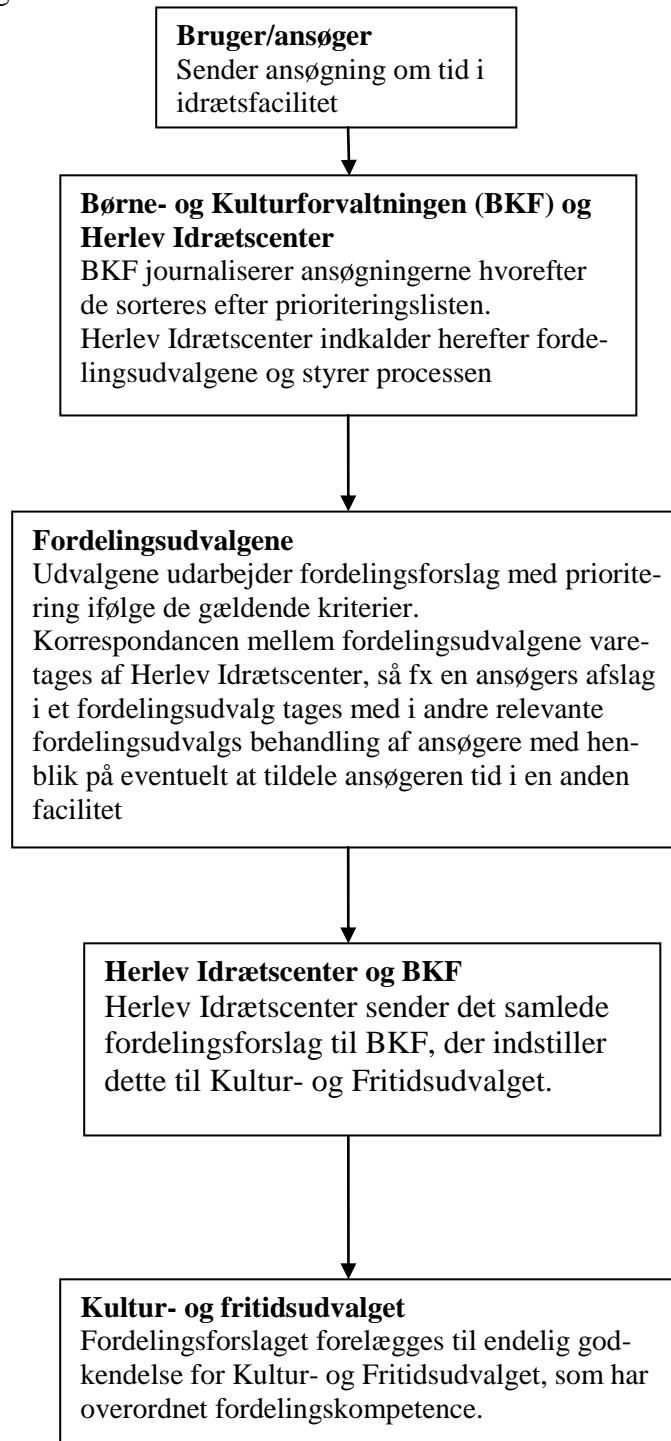 Bruger/ansøger
Sender ansøgning om tid i
idrætsfacilitet
Børne- og Kulturforvaltningen (BKF) og
Herlev Idrætscenter
BKF journaliserer ansøgningerne hvorefter
de sorteres efter prioriteringslisten.
Herlev Idrætscenter indkalder herefter forde-
lingsudvalgene og styrer processen
Fordelingsudvalgene
Udvalgene udarbejder fordelingsforslag med priorite-
ring ifølge de gældende kriterier.
Korrespondancen mellem fordelingsudvalgene vare-
tages af Herlev Idrætscenter, så fx en ansøgers afslag
i et fordelingsudvalg tages med i andre relevante
fordelingsudvalgs behandling af ansøgere med hen-
blik på eventuelt at tildele ansøgeren tid i en anden
facilitet
Herlev Idrætscenter og BKF
Herlev Idrætscenter sender det samlede
fordelingsforslag til BKF, der indstiller
dette til Kultur- og Fritidsudvalget.
Kultur- og fritidsudvalget
Fordelingsforslaget forelægges til endelig god-
kendelse for Kultur- og Fritidsudvalget, som har
overordnet fordelingskompetence.